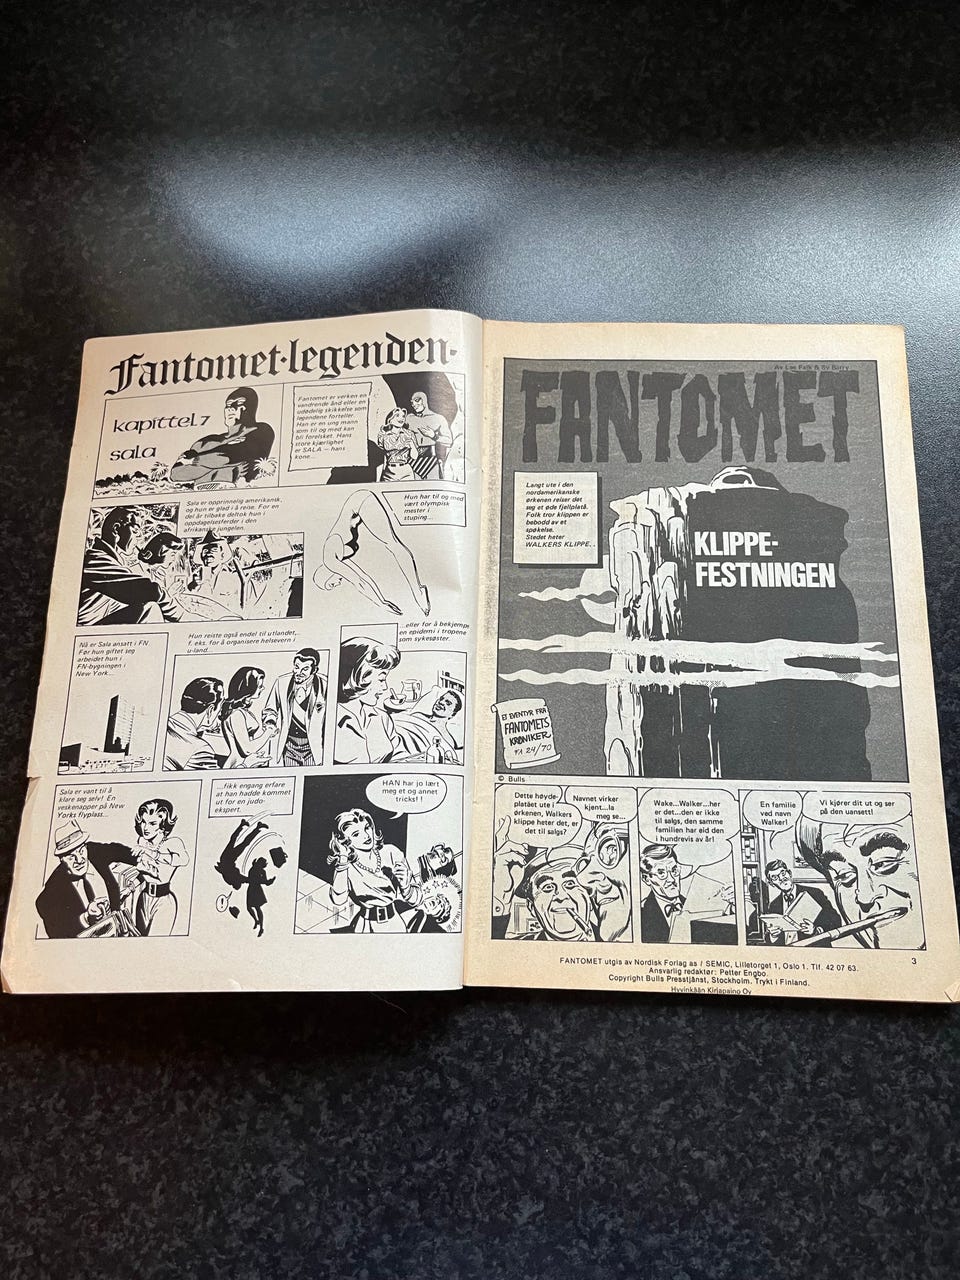 Fantomet-legenden-
kapittel 7
sala
Fantomet er verken en
vandrende ånd eller en
udødelig skikkelse som
legendene forteller.
Han er en ung mann
som til og med kan
bli forelsket. Hans
store kjærlighet
er SALA – hans
kone...
Sala er opprinnelig amerikansk,
og hun er glad i å reise. For en
del år tilbake deltok hun i
oppdagelsesferder i den
afrikanske jungelen.
Hun har til og med
vært olympisk
mester i
stuping...
Nå er Sala ansatt i FN
Før hun giftet seg
arbeidet hun i
FN-bygningen i
New York...
Hun reiste også endel til utlandet,
f. eks. for å organisere helsevern i
u-land...
...eller for å bekjempe
en epidemi i tropene
som sykesøster.
Sala er vant til å
klare seg selv! En
veskenapper på New
Yorks flyplass...
...fikk engang erfare
at han hadde kommet
ut for en judo-
ekspert.
!
HAN har jo lært
meg et og annet
tricks!!
Av Lee Falk & Sy Barry
FANTOMET
Langt ute i den
nordamerikanske
ørkenen reiser det
seg et øde fjellplatå.
Folk tror klippen er
bebodd av et
spøkelse.
Stedet heter
WALKERS KLIPPE...
KLIPPE-
FESTNINGEN
ET EVENTYR FRA
FANTOMETS
KRØNIKER
FA 24/70
© Bulls
Dette høyde-
platået ute i
ørkenen, Walkers
klippe heter det, er
det til salgs?
Navnet virker
kjent...la
meg se...
Wake...Walker...her
er det...den er ikke
til salgs, den samme
familien har eid den
i hundrevis av år!
En familie
ved navn
Walker!
Vi kjører dit ut og ser
på den uansett!
FANTOMET utgis av Nordisk Forlag as / SEMIC, Lilletorget 1, Oslo 1. Tlf. 42 07 63.
Ansvarlig redaktør: Petter Engbo.
Copyright Bulls Presstjänst, Stockholm. Trykt i Finland.
Hyvinkään Kirjapaino Oy
3